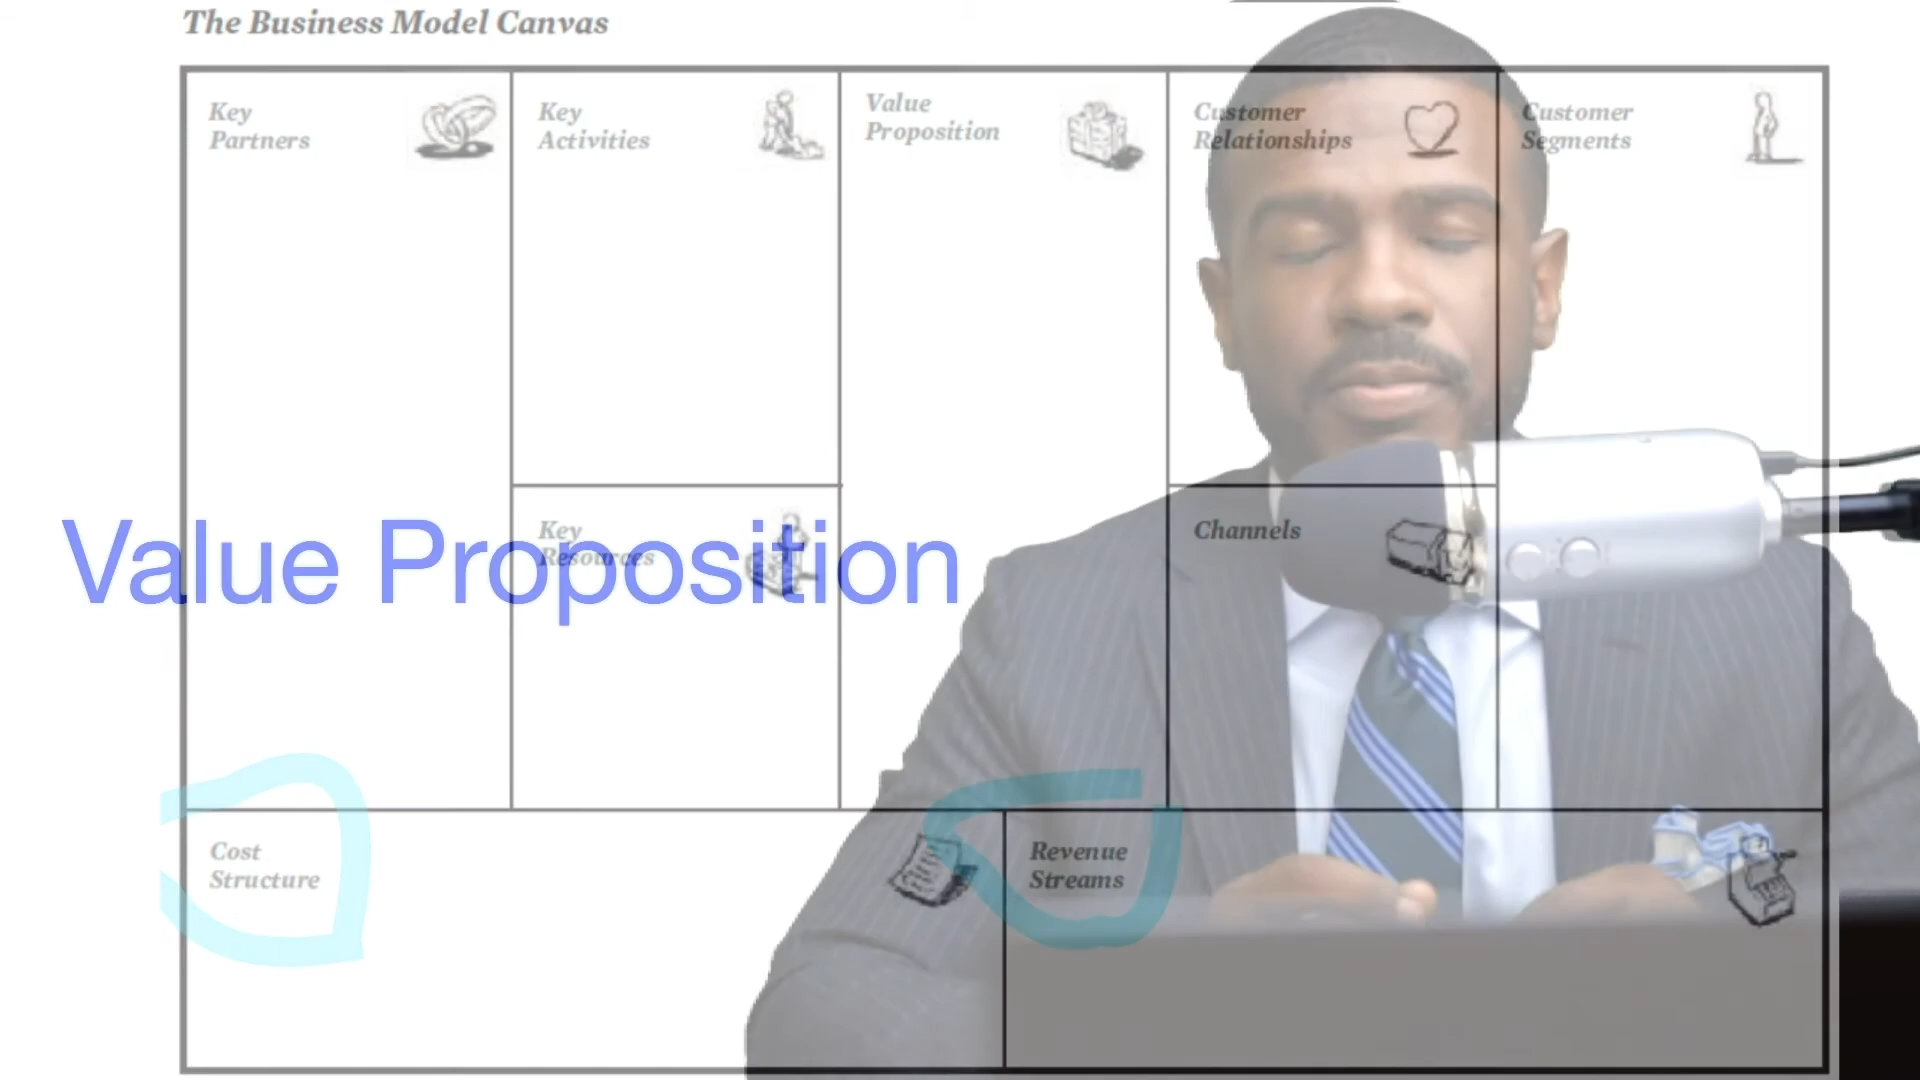 The Business Model Canvas
Key
Partners
Key
Activities
Value
Proposition
Customer
Relationships
Customer
Segments
Key
Resources
Channels
Value Proposition
Cost
Structure
Revenue
Streams